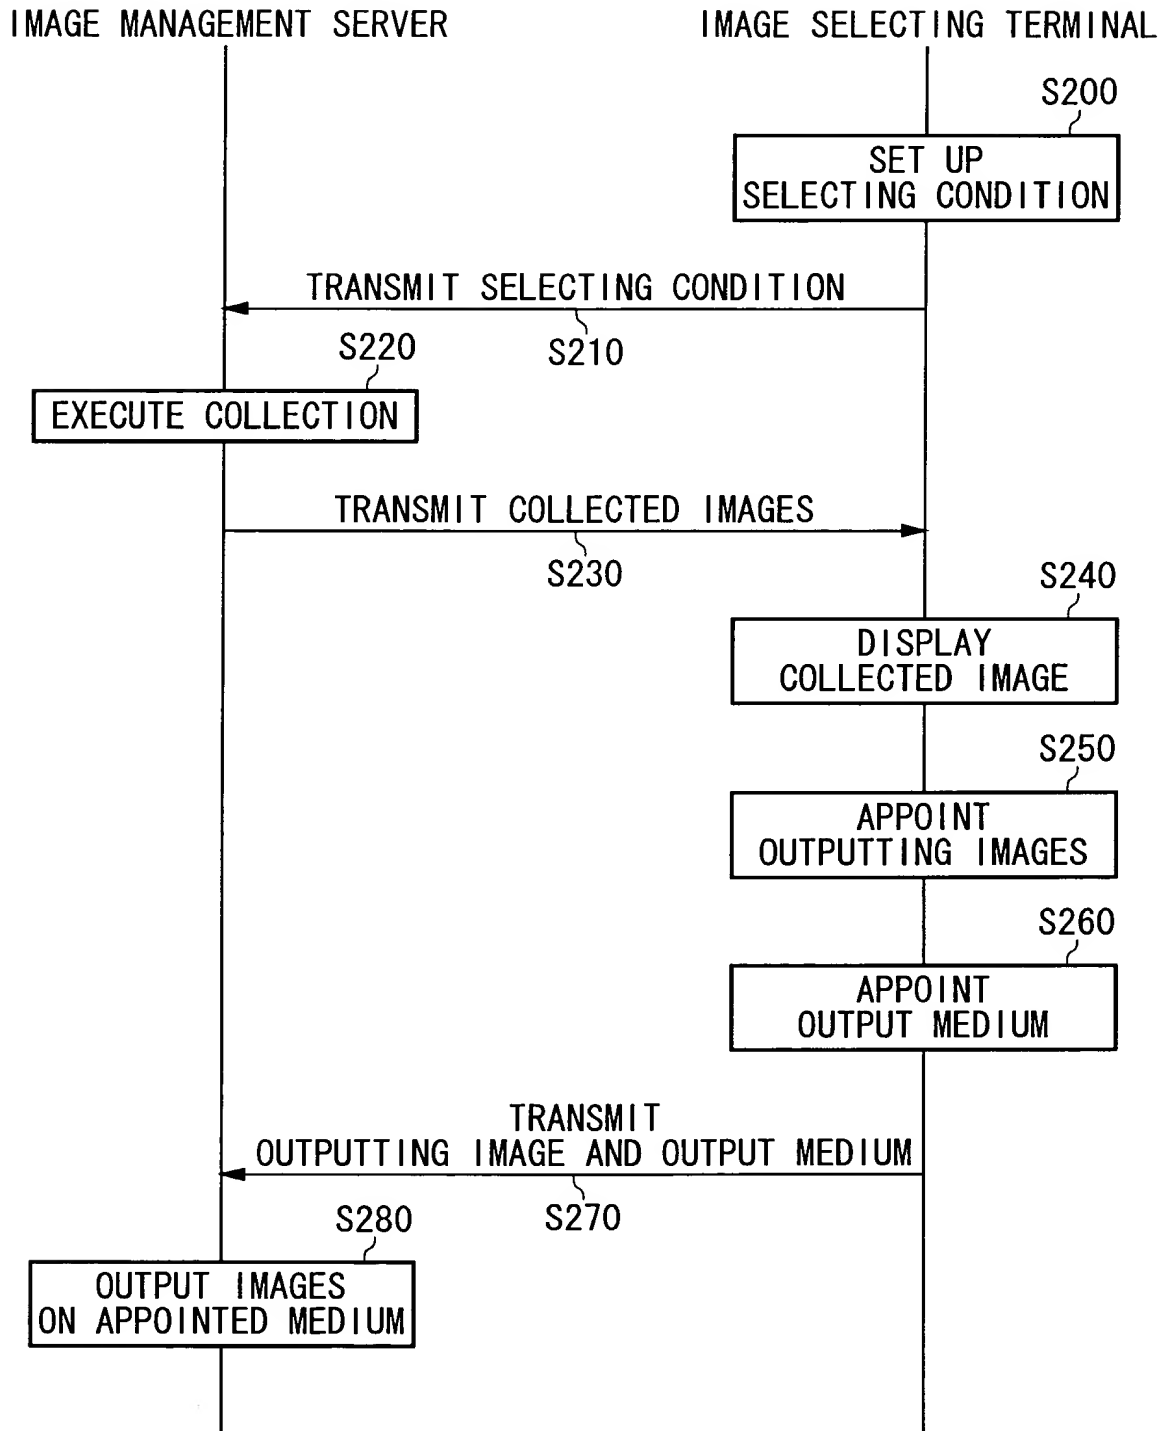 IMAGE MANAGEMENT SERVER
IMAGE SELECTING TERMINAL
S200
SET UP
SELECTING CONDITION
TRANSMIT SELECTING CONDITION
S210
S220
EXECUTE COLLECTION
TRANSMIT COLLECTED IMAGES
S230
S240
DISPLAY
COLLECTED IMAGE
S250
APPOINT
OUTPUTTING IMAGES
S260
APPOINT
OUTPUT MEDIUM
TRANSMIT
OUTPUTTING IMAGE AND OUTPUT MEDIUM
S270
S280
OUTPUT IMAGES
ON APPOINTED MEDIUM